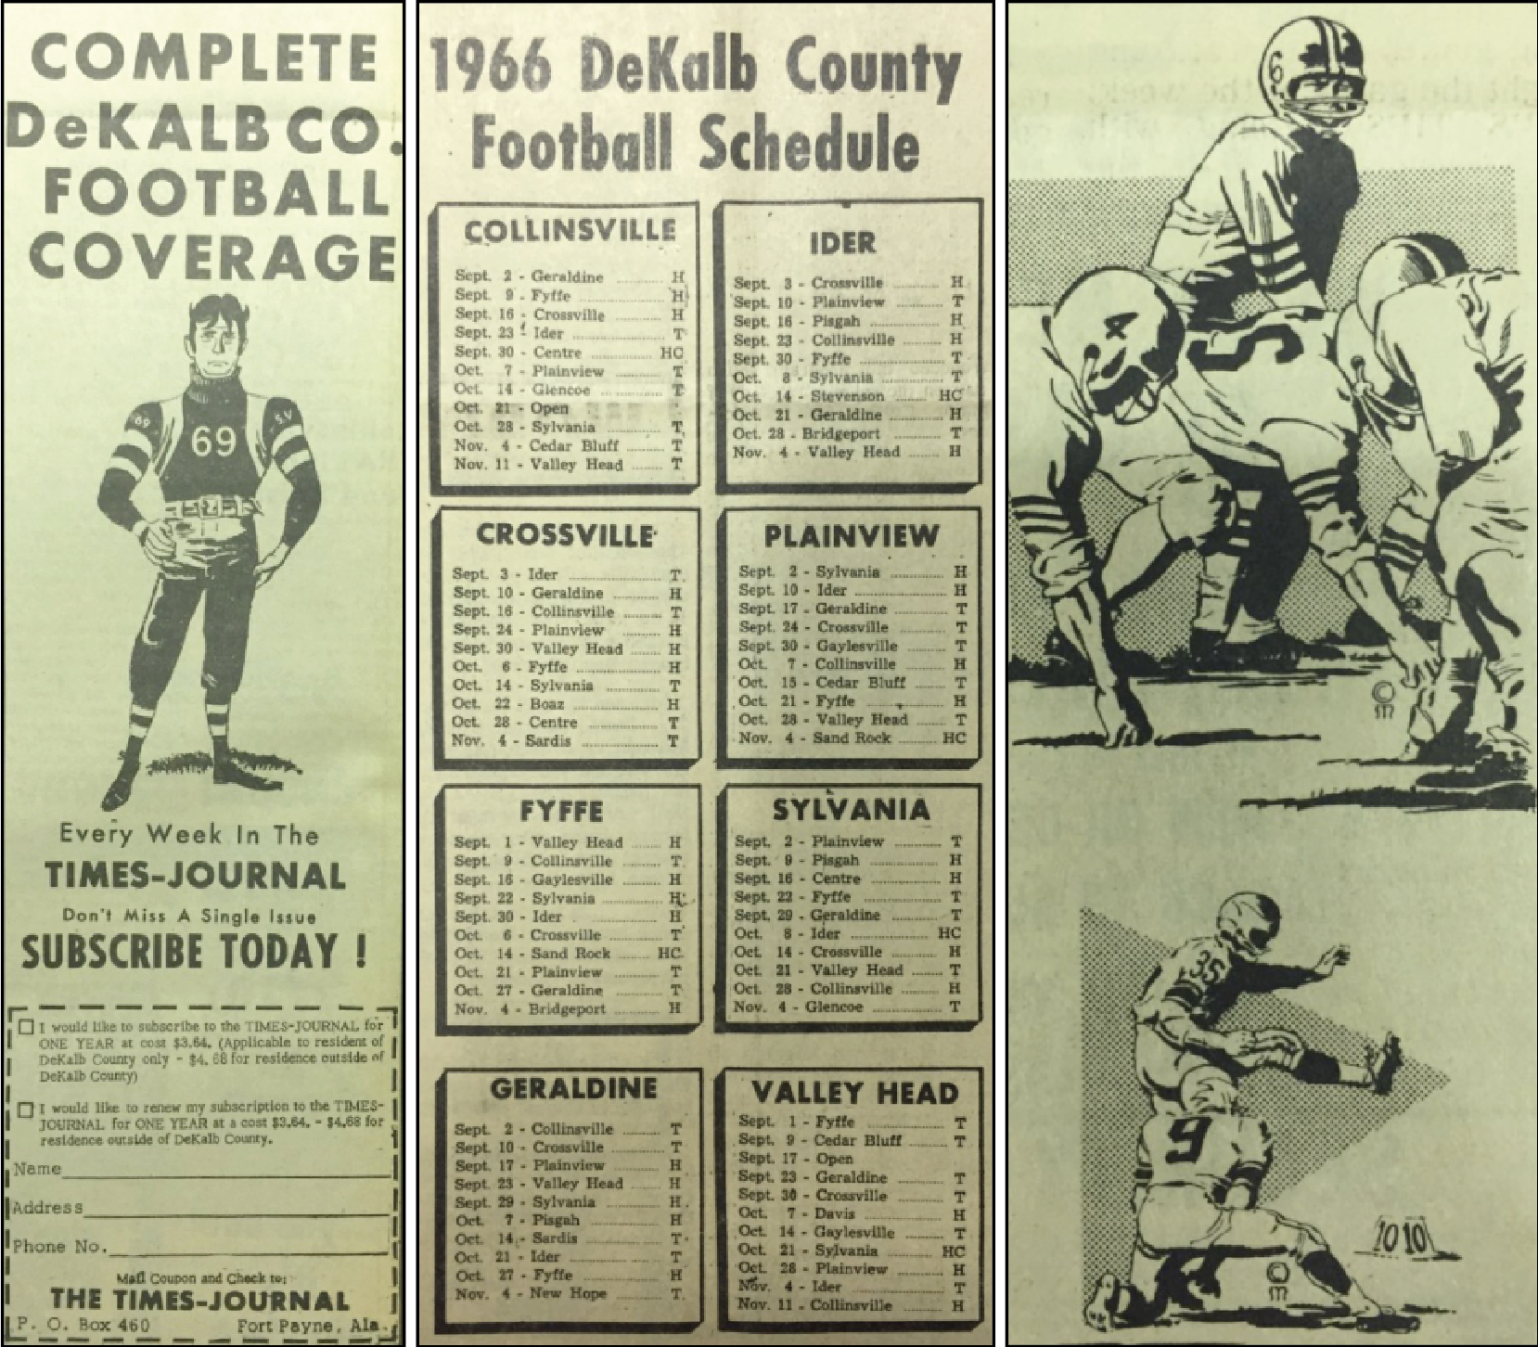 COMPLETE
DeKALB CO.
FOOTBALL
COVERAGE
69
69
SV
Every Week In The
TIMES-JOURNAL
Don't Miss A Single Issue
SUBSCRIBE TODAY !
I would like to subscribe to the TIMES-JOURNAL for
ONE YEAR at cost $3.64. (Applicable to resident of
DeKalb County only - $4.68 for residence outside of
DeKalb County)
I would like to renew my subscription to the TIMES-
JOURNAL for ONE YEAR at a cost $3.64. - $4.68 for
residence outside of DeKalb County.
Name
Address
Phone No.
Mail Coupon and Check to:
THE TIMES-JOURNAL
P. O. Box 460 Fort Payne, Ala.
1966 DeKalb County
Football Schedule
COLLINSVILLE
Sept. 2 - Geraldine H
Sept. 9 - Fyffe H
Sept. 16 - Crossville H
Sept. 23 - Ider T
Sept. 30 - Centre HC
Oct. 7 - Plainview T
Oct. 14 - Glencoe T
Oct. 21 - Open
Oct. 28 - Sylvania T
Nov. 4 - Cedar Bluff T
Nov. 11 - Valley Head T
IDER
Sept. 3 - Crossville H
Sept. 10 - Plainview T
Sept. 16 - Pisgah H
Sept. 23 - Collinsville H
Sept. 30 - Fyffe T
Oct. 8 - Sylvania T
Oct. 14 - Stevenson HC
Oct. 21 - Geraldine H
Oct. 28 - Bridgeport T
Nov. 4 - Valley Head H
CROSSVILLE
Sept. 3 - Ider T
Sept. 10 - Geraldine H
Sept. 16 - Collinsville T
Sept. 24 - Plainview H
Sept. 30 - Valley Head H
Oct. 6 - Fyffe H
Oct. 14 - Sylvania T
Oct. 22 - Boaz H
Oct. 28 - Centre T
Nov. 4 - Sardis T
PLAINVIEW
Sept. 2 - Sylvania H
Sept. 10 - Ider H
Sept. 17 - Geraldine T
Sept. 24 - Crossville T
Sept. 30 - Gaylesville T
Oct. 7 - Collinsville H
Oct. 15 - Cedar Bluff T
Oct. 21 - Fyffe H
Oct. 28 - Valley Head T
Nov. 4 - Sand Rock HC
FYFFE
Sept. 1 - Valley Head H
Sept. 9 - Collinsville T
Sept. 16 - Gaylesville H
Sept. 22 - Sylvania H
Sept. 30 - Ider H
Oct. 6 - Crossville T
Oct. 14 - Sand Rock HC
Oct. 21 - Plainview T
Oct. 27 - Geraldine T
Nov. 4 - Bridgeport H
SYLVANIA
Sept. 2 - Plainview T
Sept. 9 - Pisgah H
Sept. 16 - Centre H
Sept. 22 - Fyffe T
Sept. 29 - Geraldine T
Oct. 8 - Ider HC
Oct. 14 - Crossville H
Oct. 21 - Valley Head T
Oct. 28 - Collinsville H
Nov. 4 - Glencoe T
GERALDINE
Sept. 2 - Collinsville T
Sept. 10 - Crossville T
Sept. 17 - Plainview H
Sept. 23 - Valley Head H
Sept. 29 - Sylvania H
Oct. 7 - Pisgah H
Oct. 14 - Sardis T
Oct. 21 - Ider T
Oct. 27 - Fyffe H
Nov. 4 - New Hope T
VALLEY HEAD
Sept. 1 - Fyffe T
Sept. 9 - Cedar Bluff T
Sept. 17 - Open
Sept. 23 - Geraldine T
Sept. 30 - Crossville T
Oct. 7 - Davis H
Oct. 14 - Gaylesville T
Oct. 21 - Sylvania HC
Oct. 28 - Plainview H
Nov. 4 - Ider T
Nov. 11 - Collinsville H
6
4
5
©
m
35
9
10 10
©
m